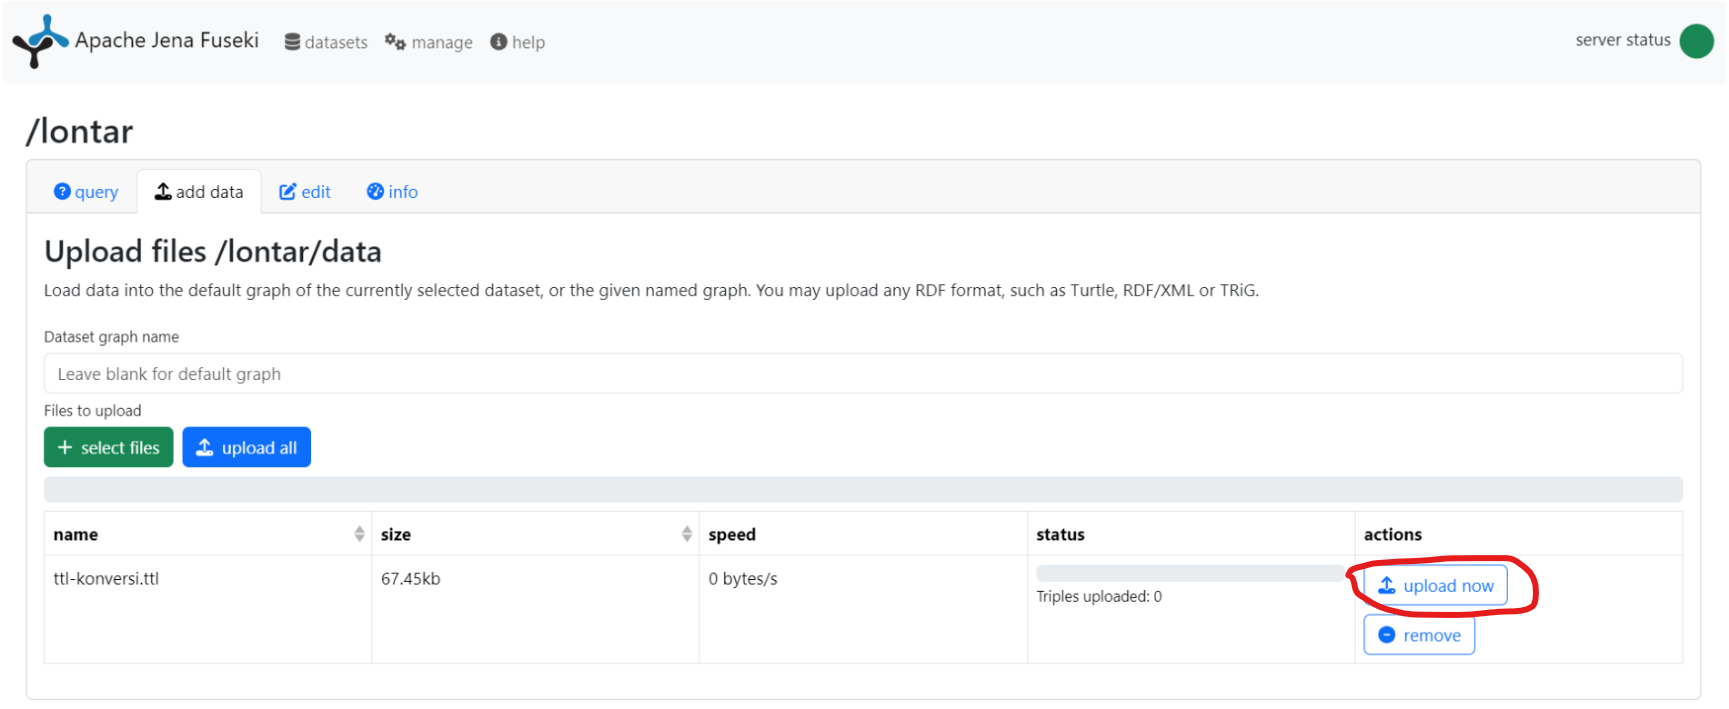 Apache Jena Fuseki datasets manage help server status
/lontar
query add data edit info
Upload files /lontar/data
Load data into the default graph of the currently selected dataset, or the given named graph. You may upload any RDF format, such as Turtle, RDF/XML or TRiG.
Dataset graph name
Leave blank for default graph
Files to upload
+ select files upload all
name size speed status actions
ttl-konversi.ttl 67.45kb 0 bytes/s upload now
Triples uploaded: 0
remove